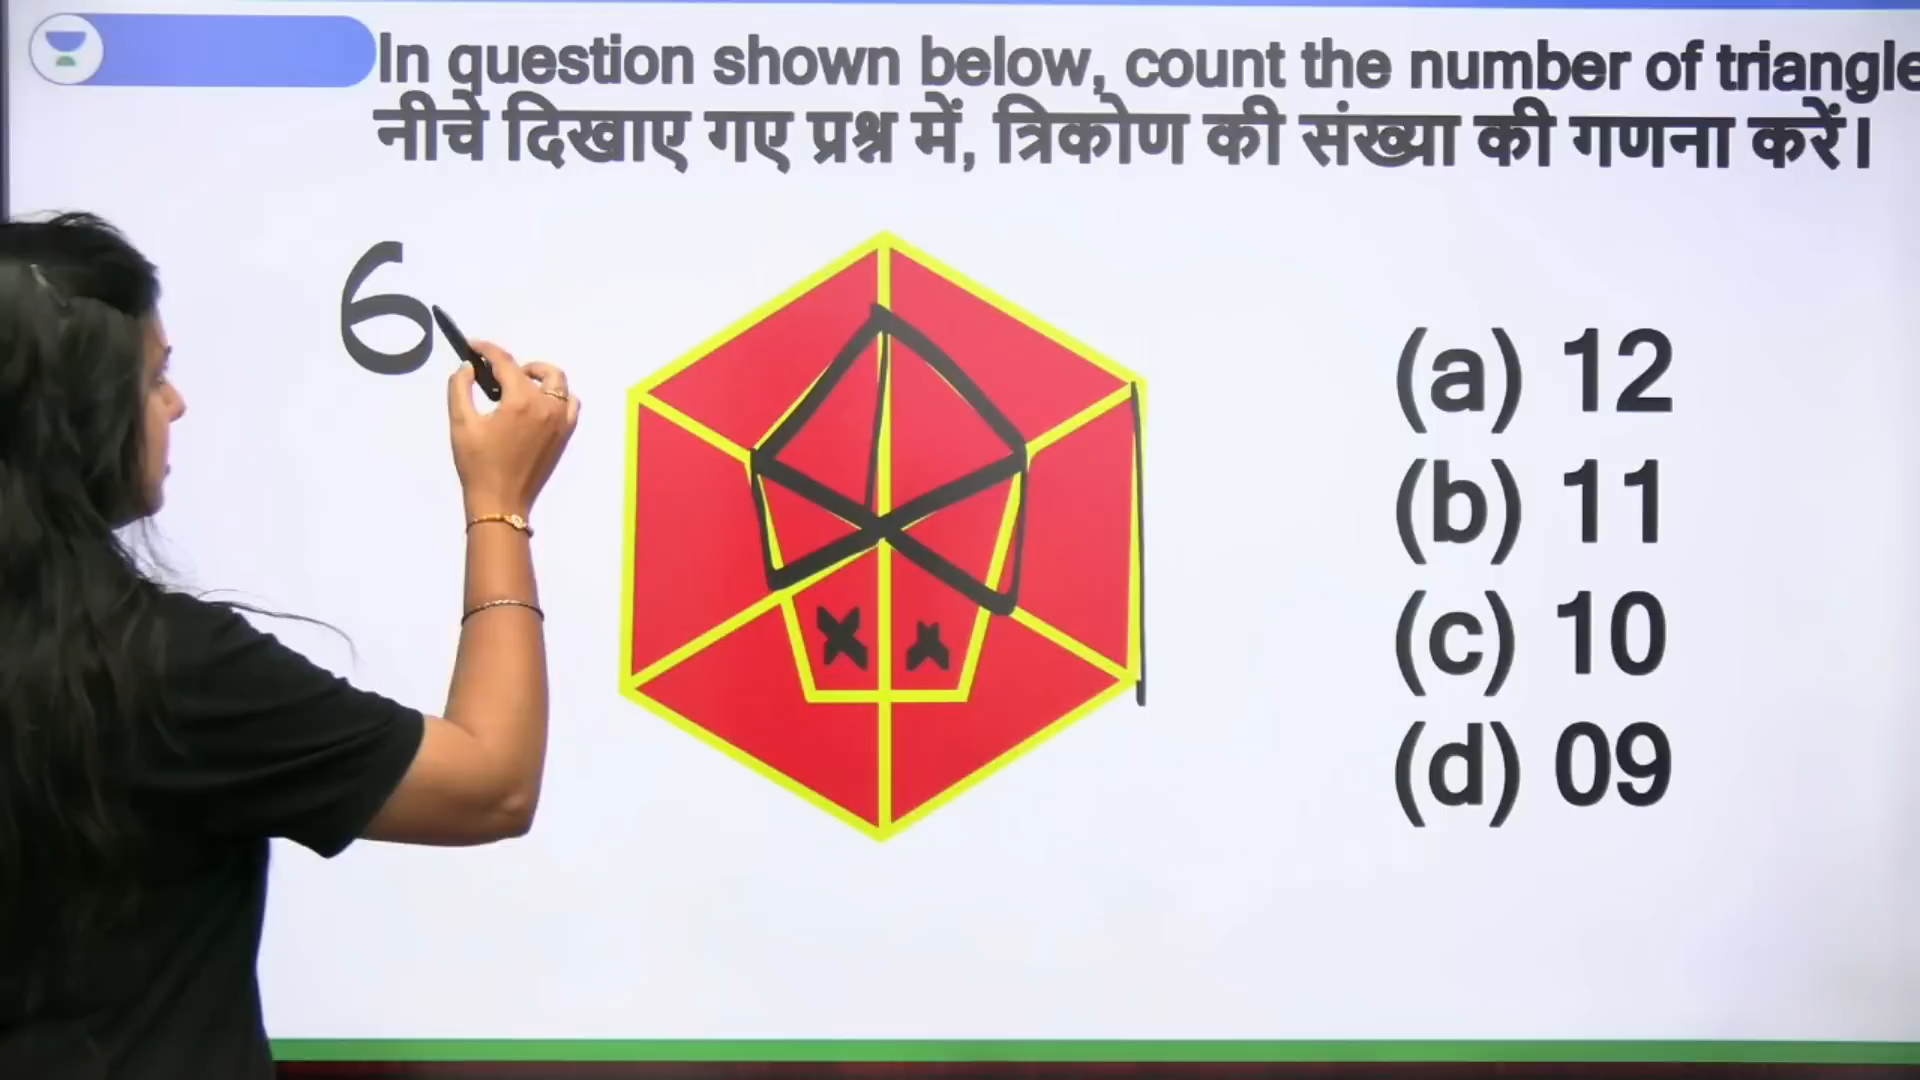 In question shown below, count the number of triangle
नीचे दिखाए गए प्रश्न में, त्रिकोण की संख्या की गणना करें।
6
(a) 12
(b) 11
(c) 10
(d) 09